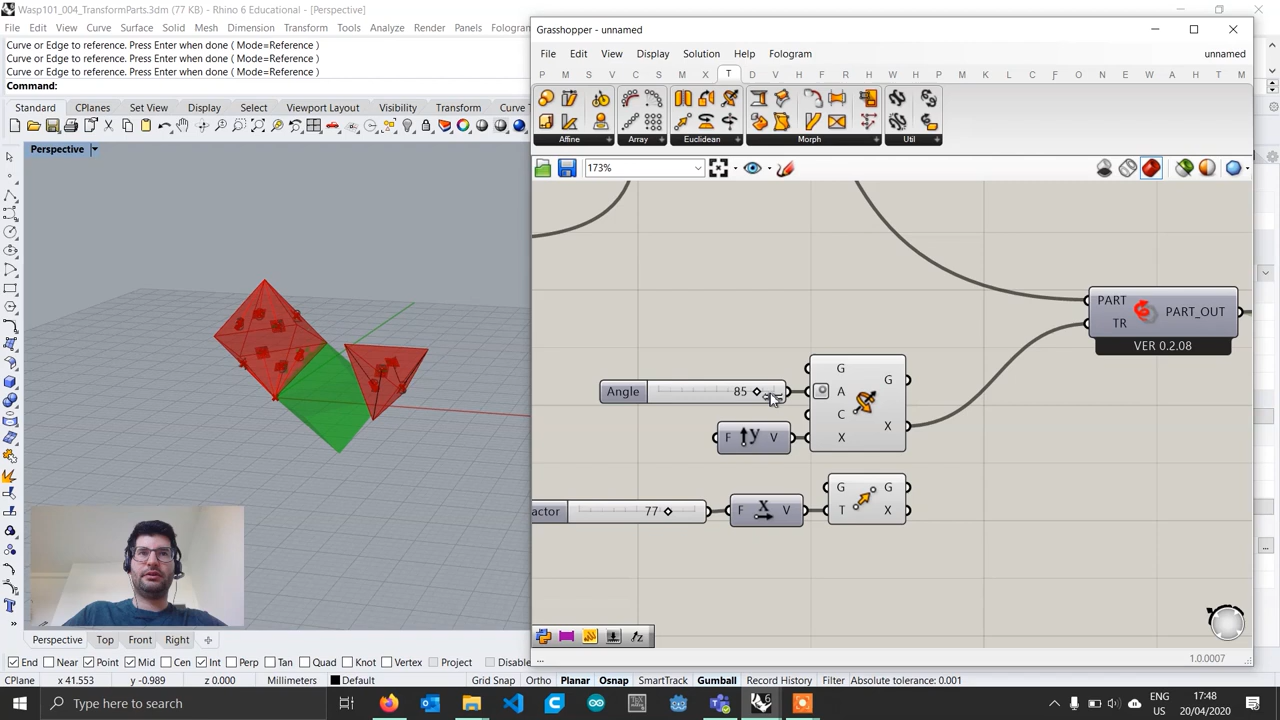 Wasp101_004_TransformParts.3dm (77 KB) - Rhino 6 Educational - [Perspective]
File Edit View Curve Surface Solid Mesh Dimension Transform Tools Analyze Render Panels Fologram
Curve or Edge to reference. Press Enter when done ( Mode=Reference )
Curve or Edge to reference. Press Enter when done ( Mode=Reference )
Curve or Edge to reference. Press Enter when done ( Mode=Reference )
Command:
Standard CPlanes Set View Display Select Viewport Layout Visibility Transform Curve T
Perspective
Grasshopper - unnamed
File Edit View Display Solution Help Fologram unnamed
P M S V C S M X T D V D F R H W P M K L C F O N E H T M
Affine Array Euclidean Morph Util
173%
PART
TR
PART_OUT
VER 0.2.08
Angle 85
F y V
G
A
C
X
G
X
actor 77
F X V
G
T
G
X
... 1.0.0007
Perspective Top Front Right
End Near Point Mid Cen Int Perp Tan Quad Knot Vertex Project Disable
CPlane x 41.553 y -0.989 z 0.000 Millimeters Default Grid Snap Ortho Planar Osnap SmartTrack Gumball Record History Filter Absolute tolerance: 0.001
Type here to search
ENG
US
17:48
20/04/2020